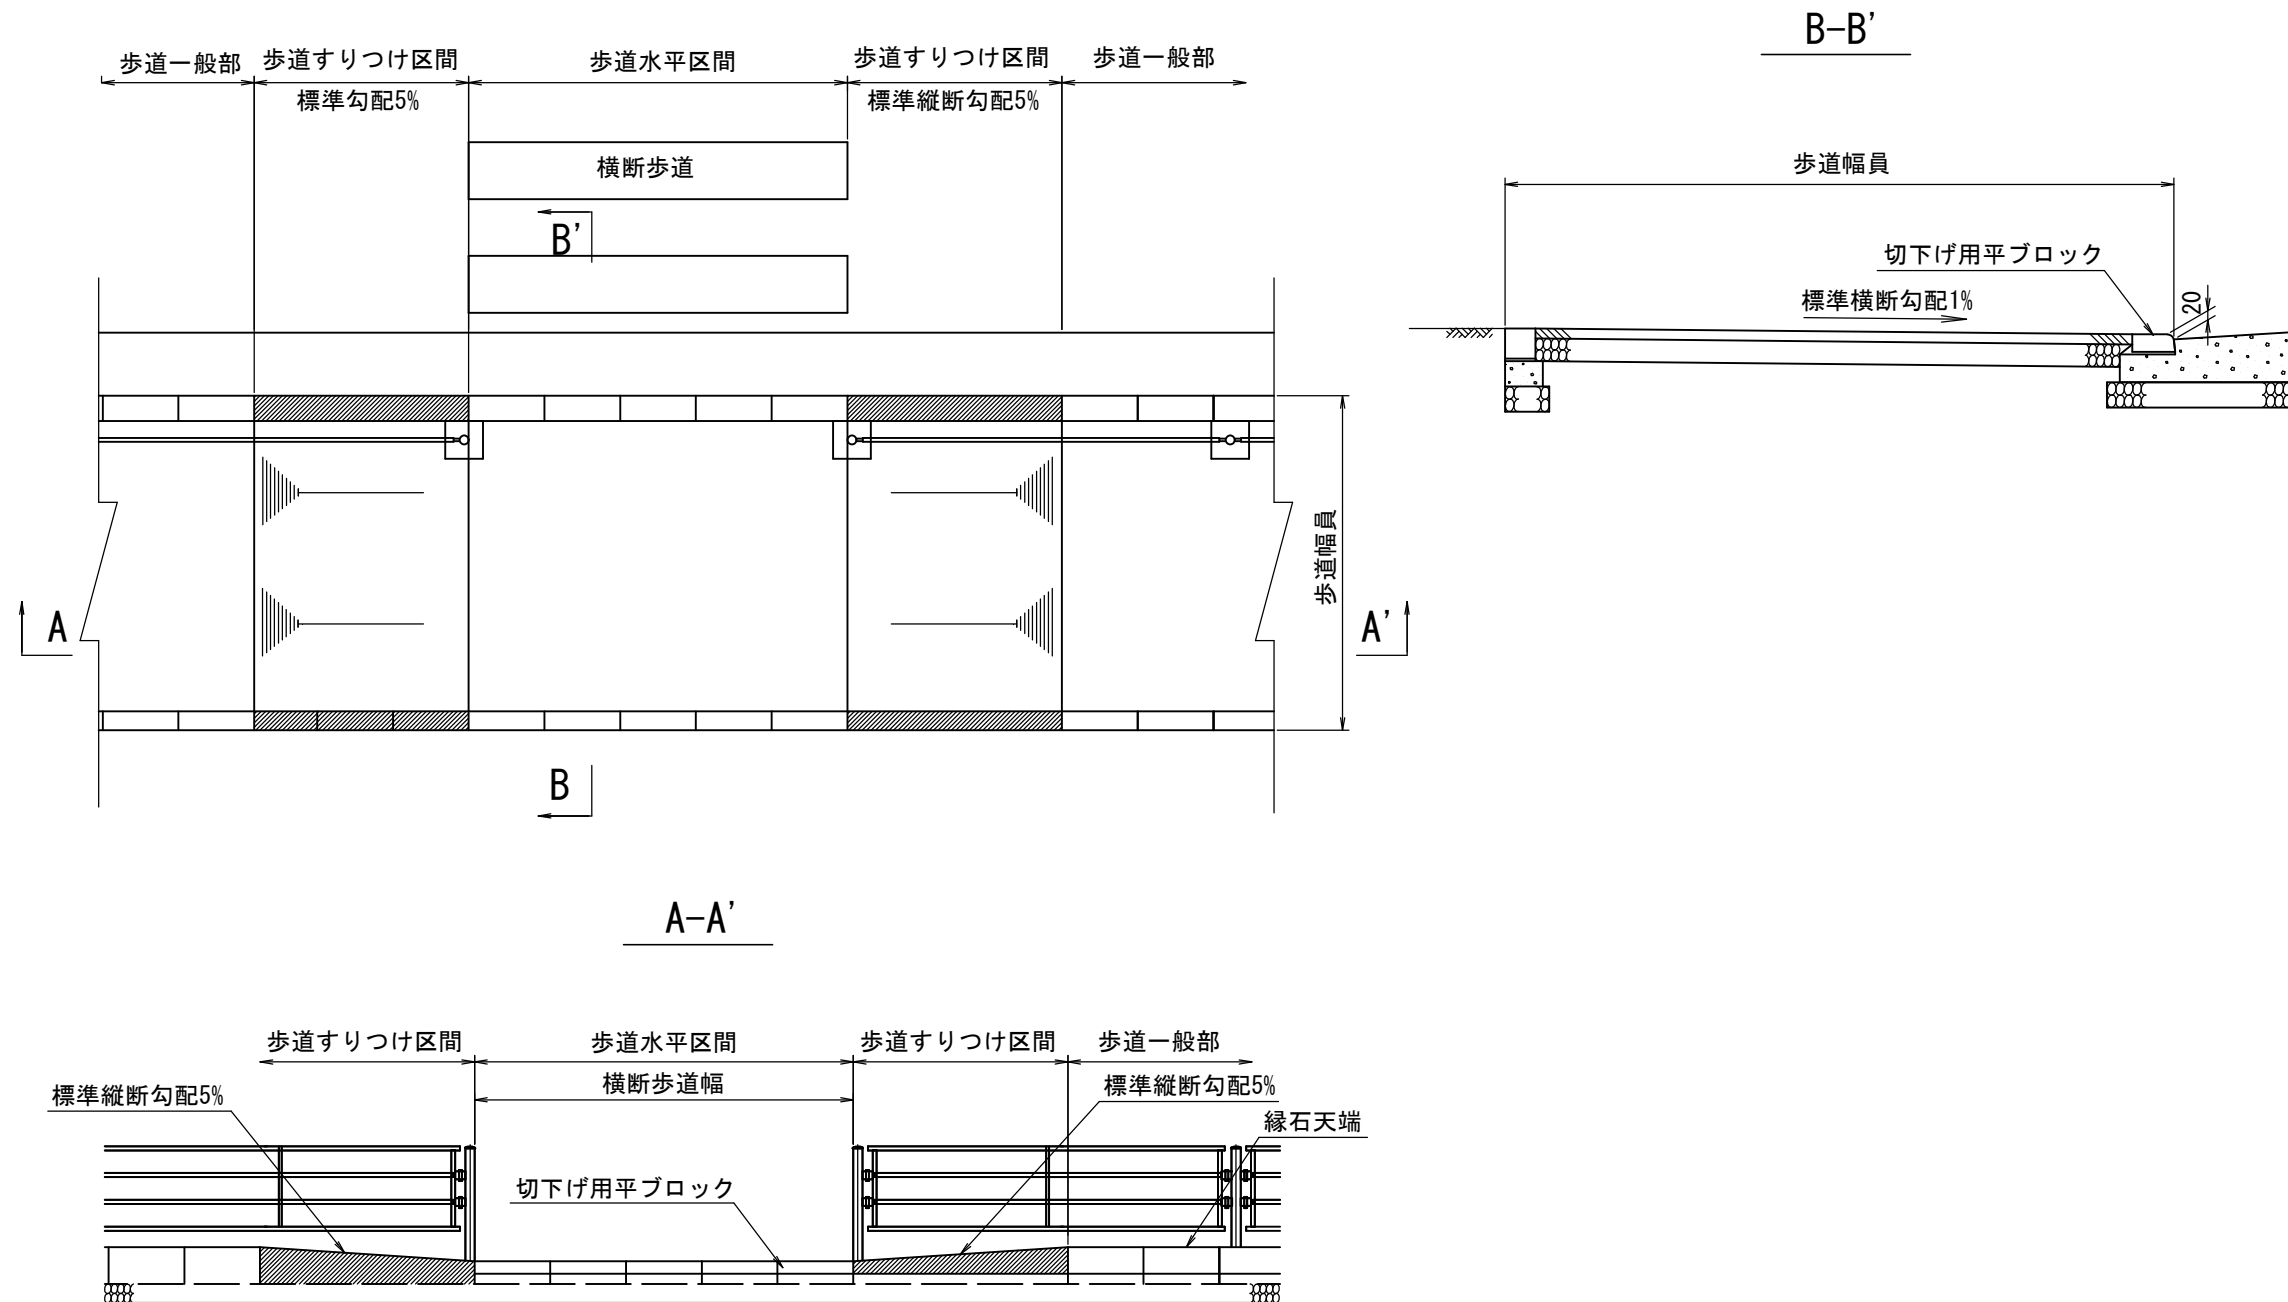 B-B'
歩道一般部
歩道すりつけ区間
歩道水平区間
歩道すりつけ区間
歩道一般部
標準勾配5%
標準縦断勾配5%
横断歩道
歩道幅員
B'
切下げ用平ブロック
標準横断勾配1%
20
歩道幅員
A
A'
B
A-A'
歩道すりつけ区間
歩道水平区間
歩道すりつけ区間
歩道一般部
標準縦断勾配5%
横断歩道幅
標準縦断勾配5%
縁石天端
切下げ用平ブロック